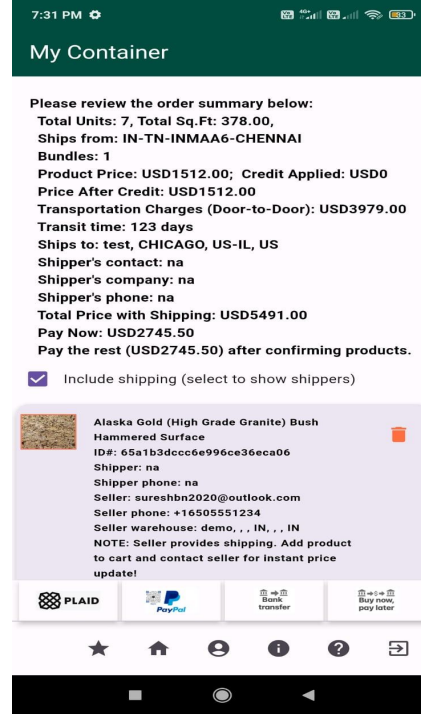 7:31 PM
4G+
83
My Container
Please review the order summary below:
Total Units: 7, Total Sq.Ft: 378.00,
Ships from: IN-TN-INMAA6-CHENNAI
Bundles: 1
Product Price: USD1512.00; Credit Applied: USD0
Price After Credit: USD1512.00
Transportation Charges (Door-to-Door): USD3979.00
Transit time: 123 days
Ships to: test, CHICAGO, US-IL, US
Shipper's contact: na
Shipper's company: na
Shipper's phone: na
Total Price with Shipping: USD5491.00
Pay Now: USD2745.50
Pay the rest (USD2745.50) after confirming products.
Include shipping (select to show shippers)
Alaska Gold (High Grade Granite) Bush
Hammered Surface
ID#: 65a1b3dccc6e996ce36eca06
Shipper: na
Shipper phone: na
Seller: sureshbn2020@outlook.com
Seller phone: +16505551234
Seller warehouse: demo, , , IN, , , IN
NOTE: Seller provides shipping. Add product
to cart and contact seller for instant price
update!
PLAID
PayPal
Bank
transfer
Buy now,
pay later